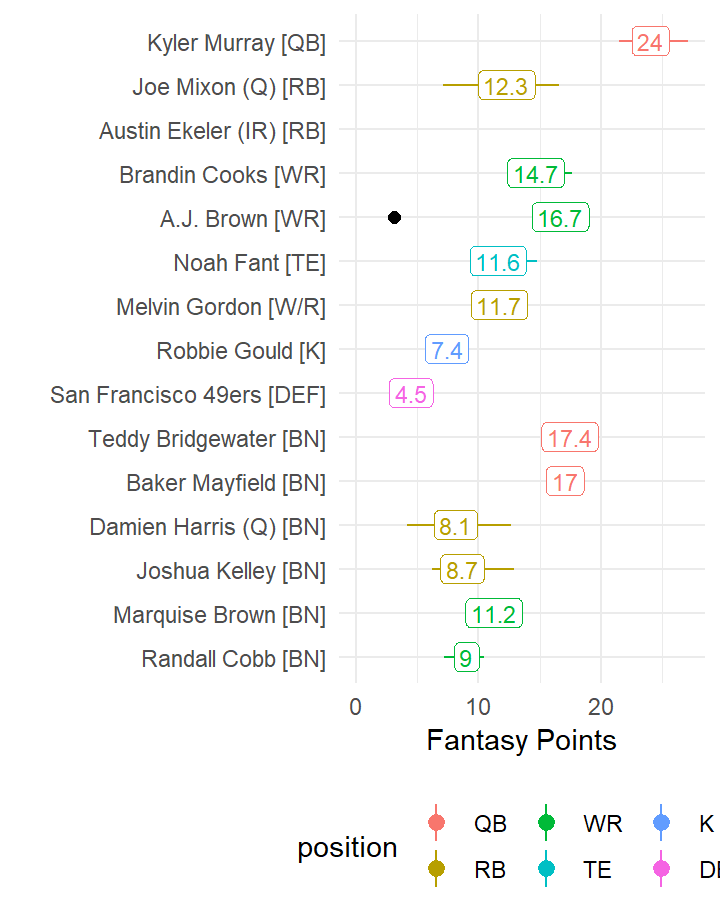 Kyler Murray [QB] 24
Joe Mixon (Q) [RB] 12.3
Austin Ekeler (IR) [RB]
Brandin Cooks [WR] 14.7
A.J. Brown [WR] 16.7
Noah Fant [TE] 11.6
Melvin Gordon [W/R] 11.7
Robbie Gould [K] 7.4
San Francisco 49ers [DEF] 4.5
Teddy Bridgewater [BN] 17.4
Baker Mayfield [BN] 17
Damien Harris (Q) [BN] 8.1
Joshua Kelley [BN] 8.7
Marquise Brown [BN] 11.2
Randall Cobb [BN] 9
0 10 20
Fantasy Points
position
QB WR K
RB TE